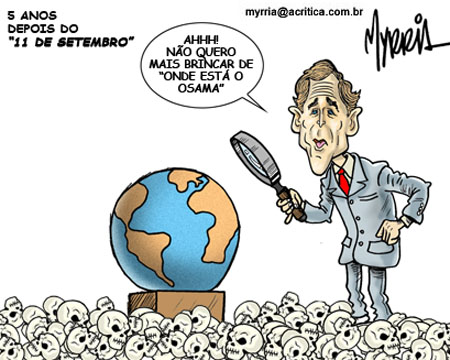 5 ANOS
DEPOIS DO
"11 DE SETEMBRO"
myrria@acritica.com.br
MYRRIA
AHHH!
NÃO QUERO
MAIS BRINCAR DE
"ONDE ESTÁ O
OSAMA"